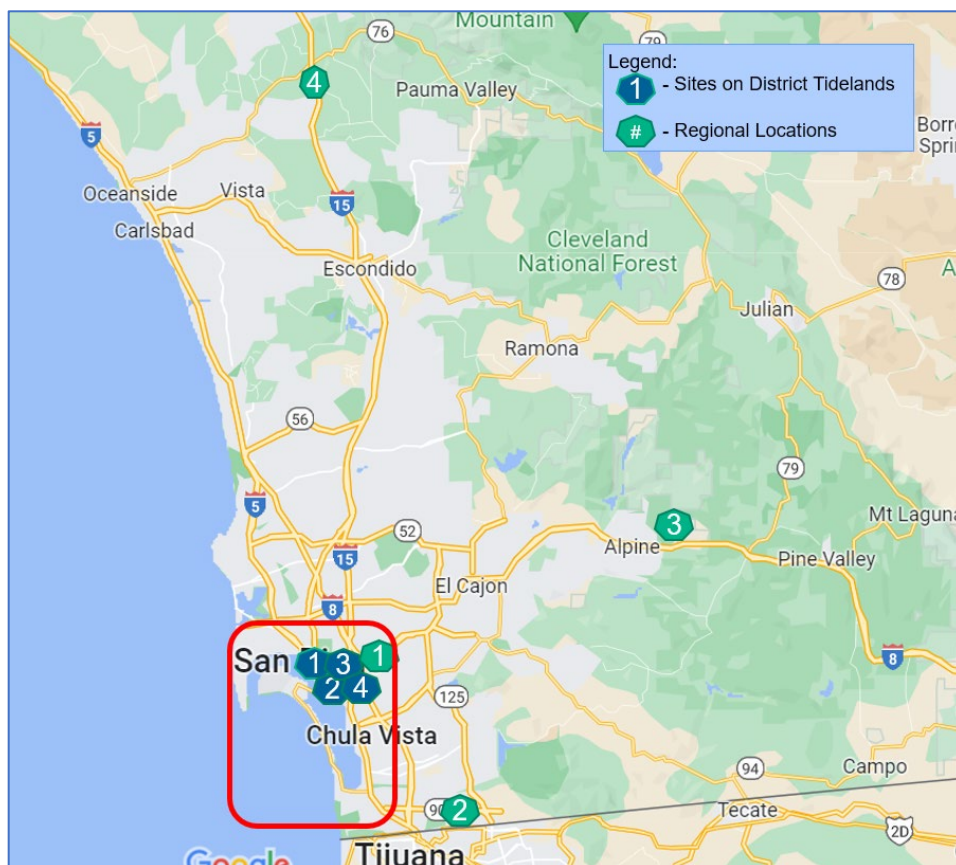 Mountain
76
79
Legend:
1 - Sites on District Tidelands
# - Regional Locations
4
Pauma Valley
5
Oceanside
Vista
15
Carlsbad
Escondido
Cleveland
National Forest
78
Julian
Ramona
56
79
5
52
3
Mt Laguna
15
Alpine
Pine Valley
El Cajon
8
8
San
1
3
1
2
4
125
Chula Vista
94
Campo
2
90
Tecate
2D
Tijuana
Google